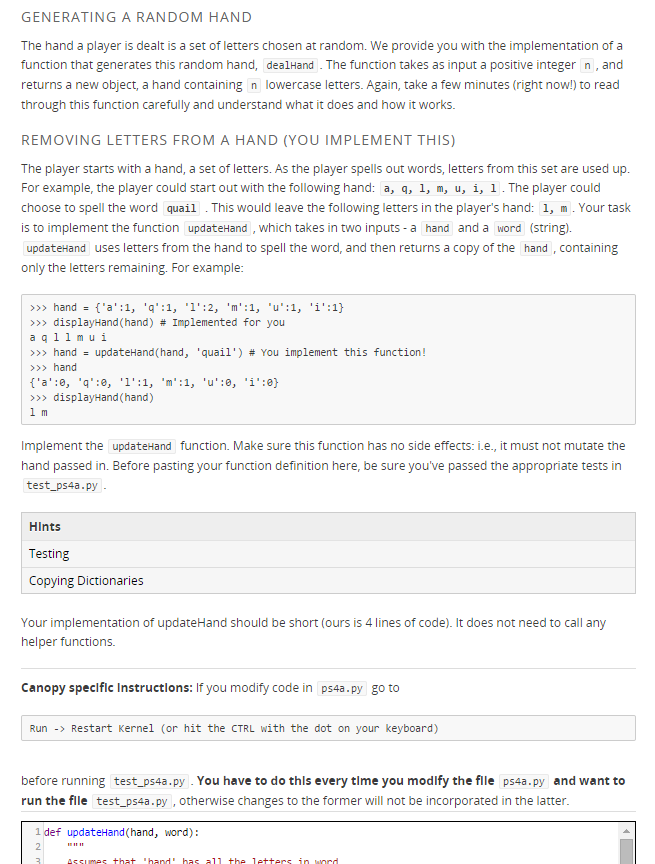 GENERATING A RANDOM HAND
The hand a player is dealt is a set of letters chosen at random. We provide you with the implementation of a
function that generates this random hand, dealHand . The function takes as input a positive integer n , and
returns a new object, a hand containing n lowercase letters. Again, take a few minutes (right now!) to read
through this function carefully and understand what it does and how it works.
REMOVING LETTERS FROM A HAND (YOU IMPLEMENT THIS)
The player starts with a hand, a set of letters. As the player spells out words, letters from this set are used up.
For example, the player could start out with the following hand: a, q, l, m, u, i, l . The player could
choose to spell the word quail . This would leave the following letters in the player's hand: l, m . Your task
is to implement the function updateHand , which takes in two inputs - a hand and a word (string).
updateHand uses letters from the hand to spell the word, and then returns a copy of the hand , containing
only the letters remaining. For example:
>>> hand = {'a':1, 'q':1, 'l':2, 'm':1, 'u':1, 'i':1}
>>> displayHand(hand) # Implemented for you
a q l l m u i
>>> hand = updateHand(hand, 'quail') # You implement this function!
>>> hand
{'a':0, 'q':0, 'l':1, 'm':1, 'u':0, 'i':0}
>>> displayHand(hand)
l m
Implement the updateHand function. Make sure this function has no side effects: i.e., it must not mutate the
hand passed in. Before pasting your function definition here, be sure you've passed the appropriate tests in
test_ps4a.py .
Hints
Testing
Copying Dictionaries
Your implementation of updateHand should be short (ours is 4 lines of code). It does not need to call any
helper functions.
Canopy specific Instructions: If you modify code in ps4a.py go to
Run -> Restart Kernel (or hit the CTRL with the dot on your keyboard)
before running test_ps4a.py . You have to do this every time you modify the file ps4a.py and want to
run the file test_ps4a.py , otherwise changes to the former will not be incorporated in the latter.
1 def updateHand(hand, word):
2 """
3 Assumes that 'hand' has all the letters in word